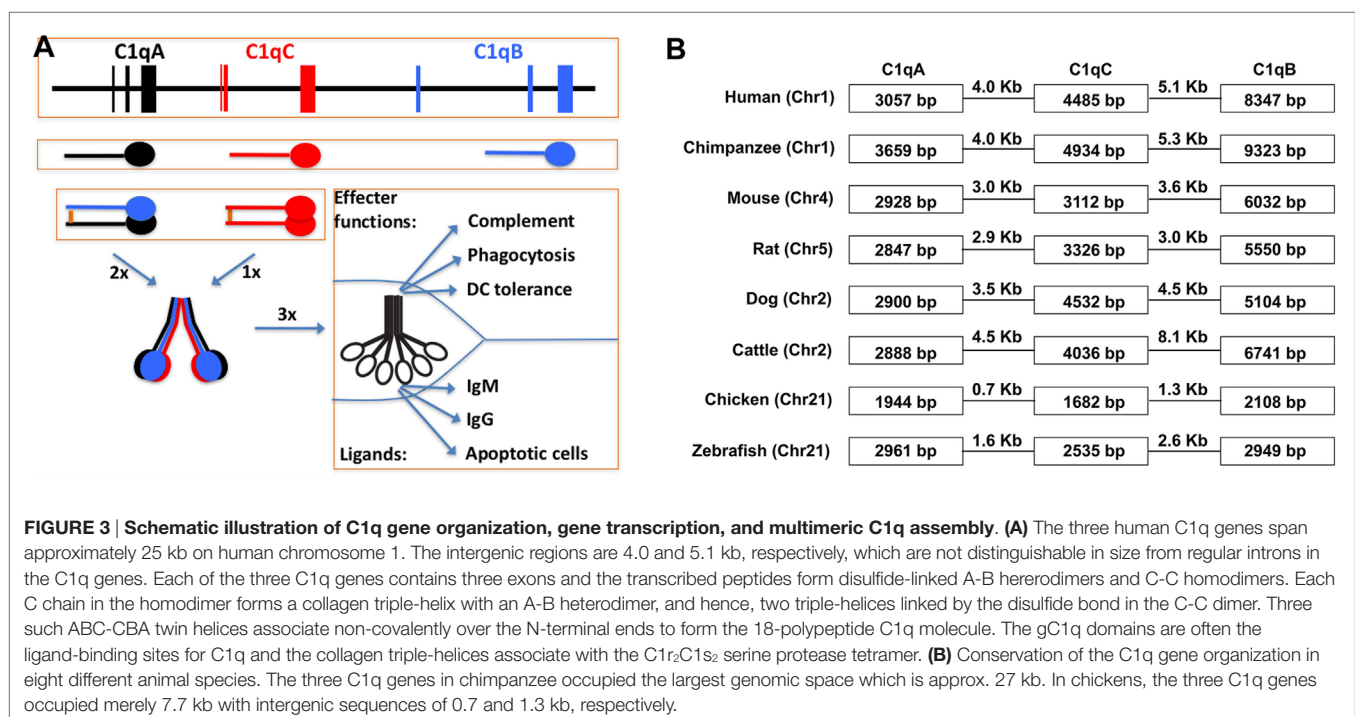 A
C1qA C1qC C1qB
Effecter
functions:
Complement
Phagocytosis
DC tolerance
2x 1x
3x
IgM
IgG
Ligands: Apoptotic cells
B
C1qA C1qC C1qB
Human (Chr1) 3057 bp 4.0 Kb 4485 bp 5.1 Kb 8347 bp
Chimpanzee (Chr1) 3659 bp 4.0 Kb 4934 bp 5.3 Kb 9323 bp
Mouse (Chr4) 2928 bp 3.0 Kb 3112 bp 3.6 Kb 6032 bp
Rat (Chr5) 2847 bp 2.9 Kb 3326 bp 3.0 Kb 5550 bp
Dog (Chr2) 2900 bp 3.5 Kb 4532 bp 4.5 Kb 5104 bp
Cattle (Chr2) 2888 bp 4.5 Kb 4036 bp 8.1 Kb 6741 bp
Chicken (Chr21) 1944 bp 0.7 Kb 1682 bp 1.3 Kb 2108 bp
Zebrafish (Chr21) 2961 bp 1.6 Kb 2535 bp 2.6 Kb 2949 bp
FIGURE 3 | Schematic illustration of C1q gene organization, gene transcription, and multimeric C1q assembly. (A) The three human C1q genes span
approximately 25 kb on human chromosome 1. The intergenic regions are 4.0 and 5.1 kb, respectively, which are not distinguishable in size from regular introns in
the C1q genes. Each of the three C1q genes contains three exons and the transcribed peptides form disulfide-linked A-B hererodimers and C-C homodimers. Each
C chain in the homodimer forms a collagen triple-helix with an A-B heterodimer, and hence, two triple-helices linked by the disulfide bond in the C-C dimer. Three
such ABC-CBA twin helices associate non-covalently over the N-terminal ends to form the 18-polypeptide C1q molecule. The gC1q domains are often the
ligand-binding sites for C1q and the collagen triple-helices associate with the C1r₂C1s₂ serine protease tetramer. (B) Conservation of the C1q gene organization in
eight different animal species. The three C1q genes in chimpanzee occupied the largest genomic space which is approx. 27 kb. In chickens, the three C1q genes
occupied merely 7.7 kb with intergenic sequences of 0.7 and 1.3 kb, respectively.